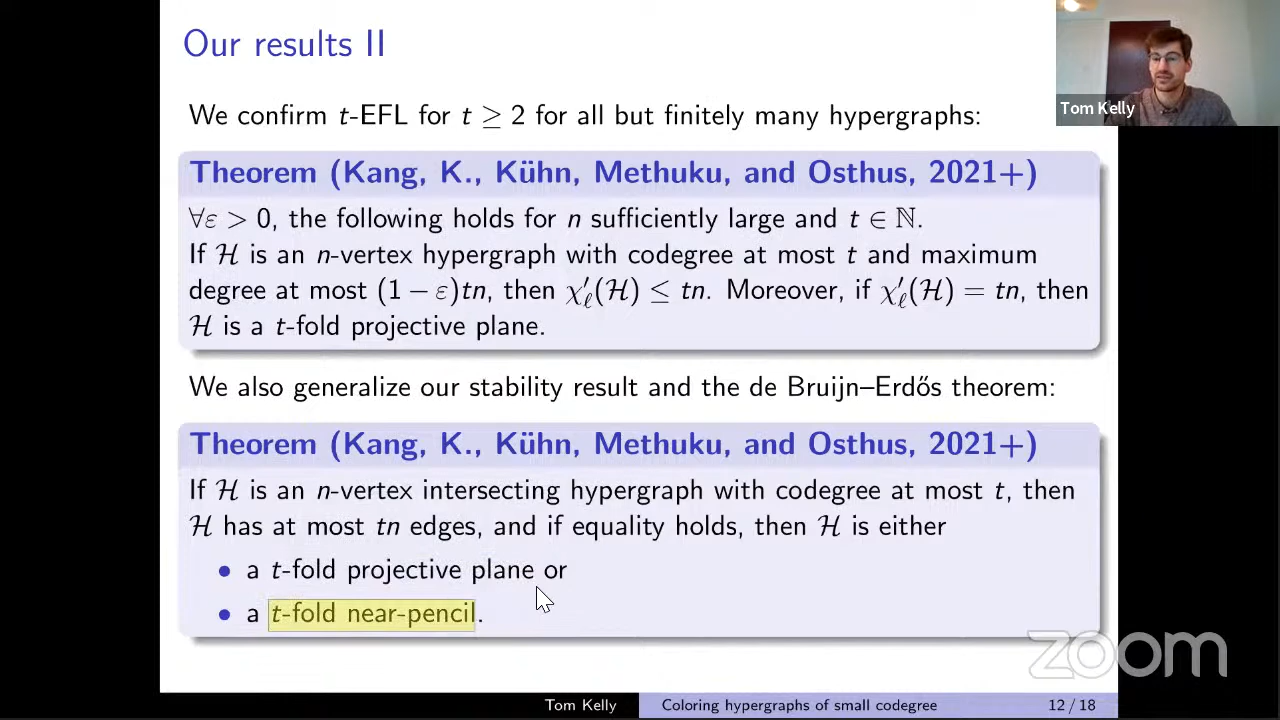 Our results II
Tom Kelly
We confirm t-EFL for t ≥ 2 for all but finitely many hypergraphs:
Theorem (Kang, K., Kühn, Methuku, and Osthus, 2021+)
∀ε > 0, the following holds for n sufficiently large and t ∈ ℕ.
If ℋ is an n-vertex hypergraph with codegree at most t and maximum
degree at most (1 − ε)tn, then χ′ℓ(ℋ) ≤ tn. Moreover, if χ′ℓ(ℋ) = tn, then
ℋ is a t-fold projective plane.
We also generalize our stability result and the de Bruijn–Erdős theorem:
Theorem (Kang, K., Kühn, Methuku, and Osthus, 2021+)
If ℋ is an n-vertex intersecting hypergraph with codegree at most t, then
ℋ has at most tn edges, and if equality holds, then ℋ is either
• a t-fold projective plane or
• a t-fold near-pencil.
zoom
Tom Kelly Coloring hypergraphs of small codegree 12 / 18